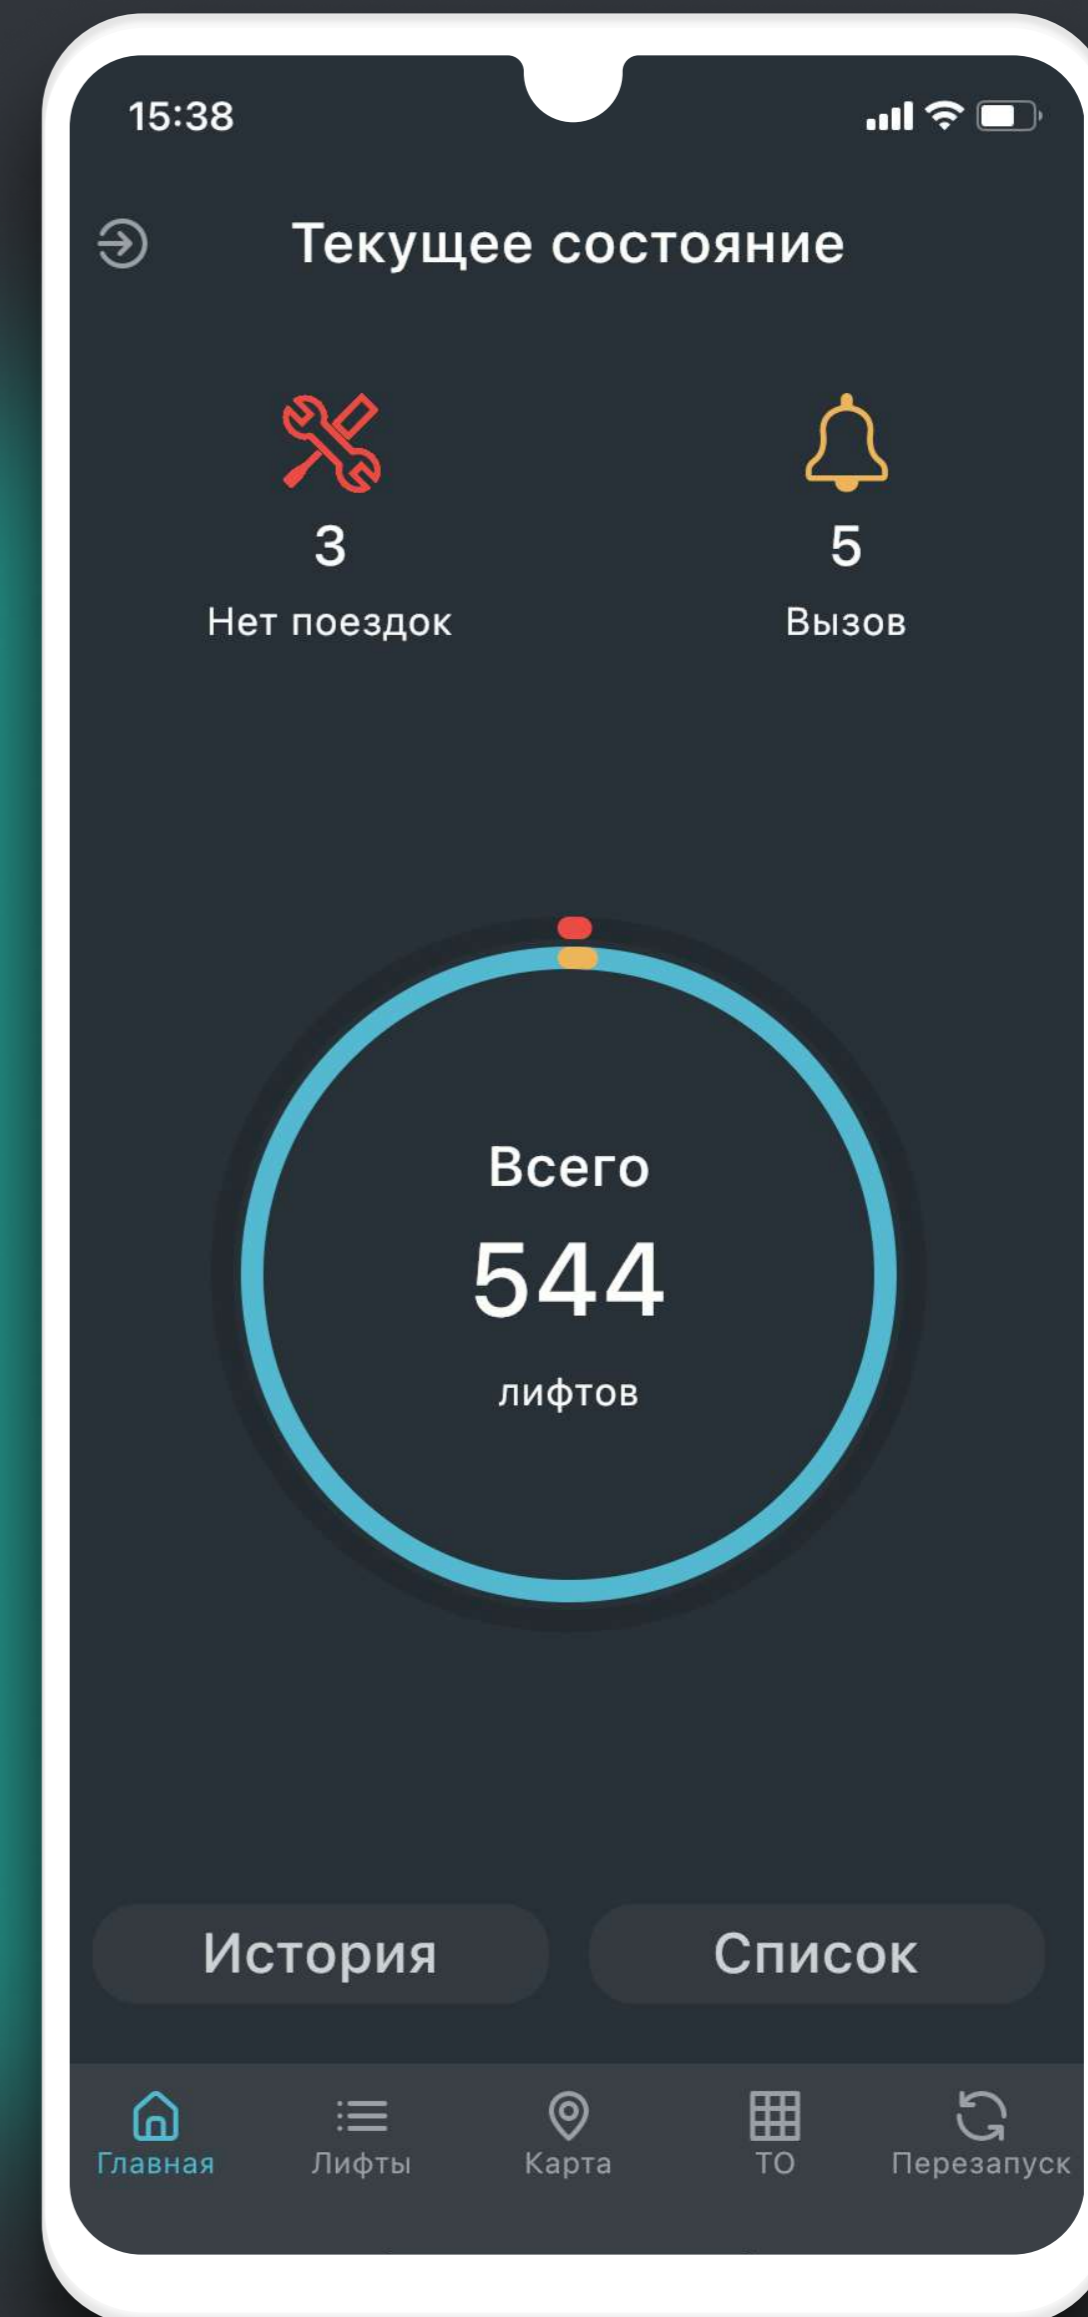 15:38
Текущее состояние
3
Нет поездок
5
Вызов
Всего
544
лифтов
История
Список
Главная
Лифты
Карта
ТО
Перезапуск